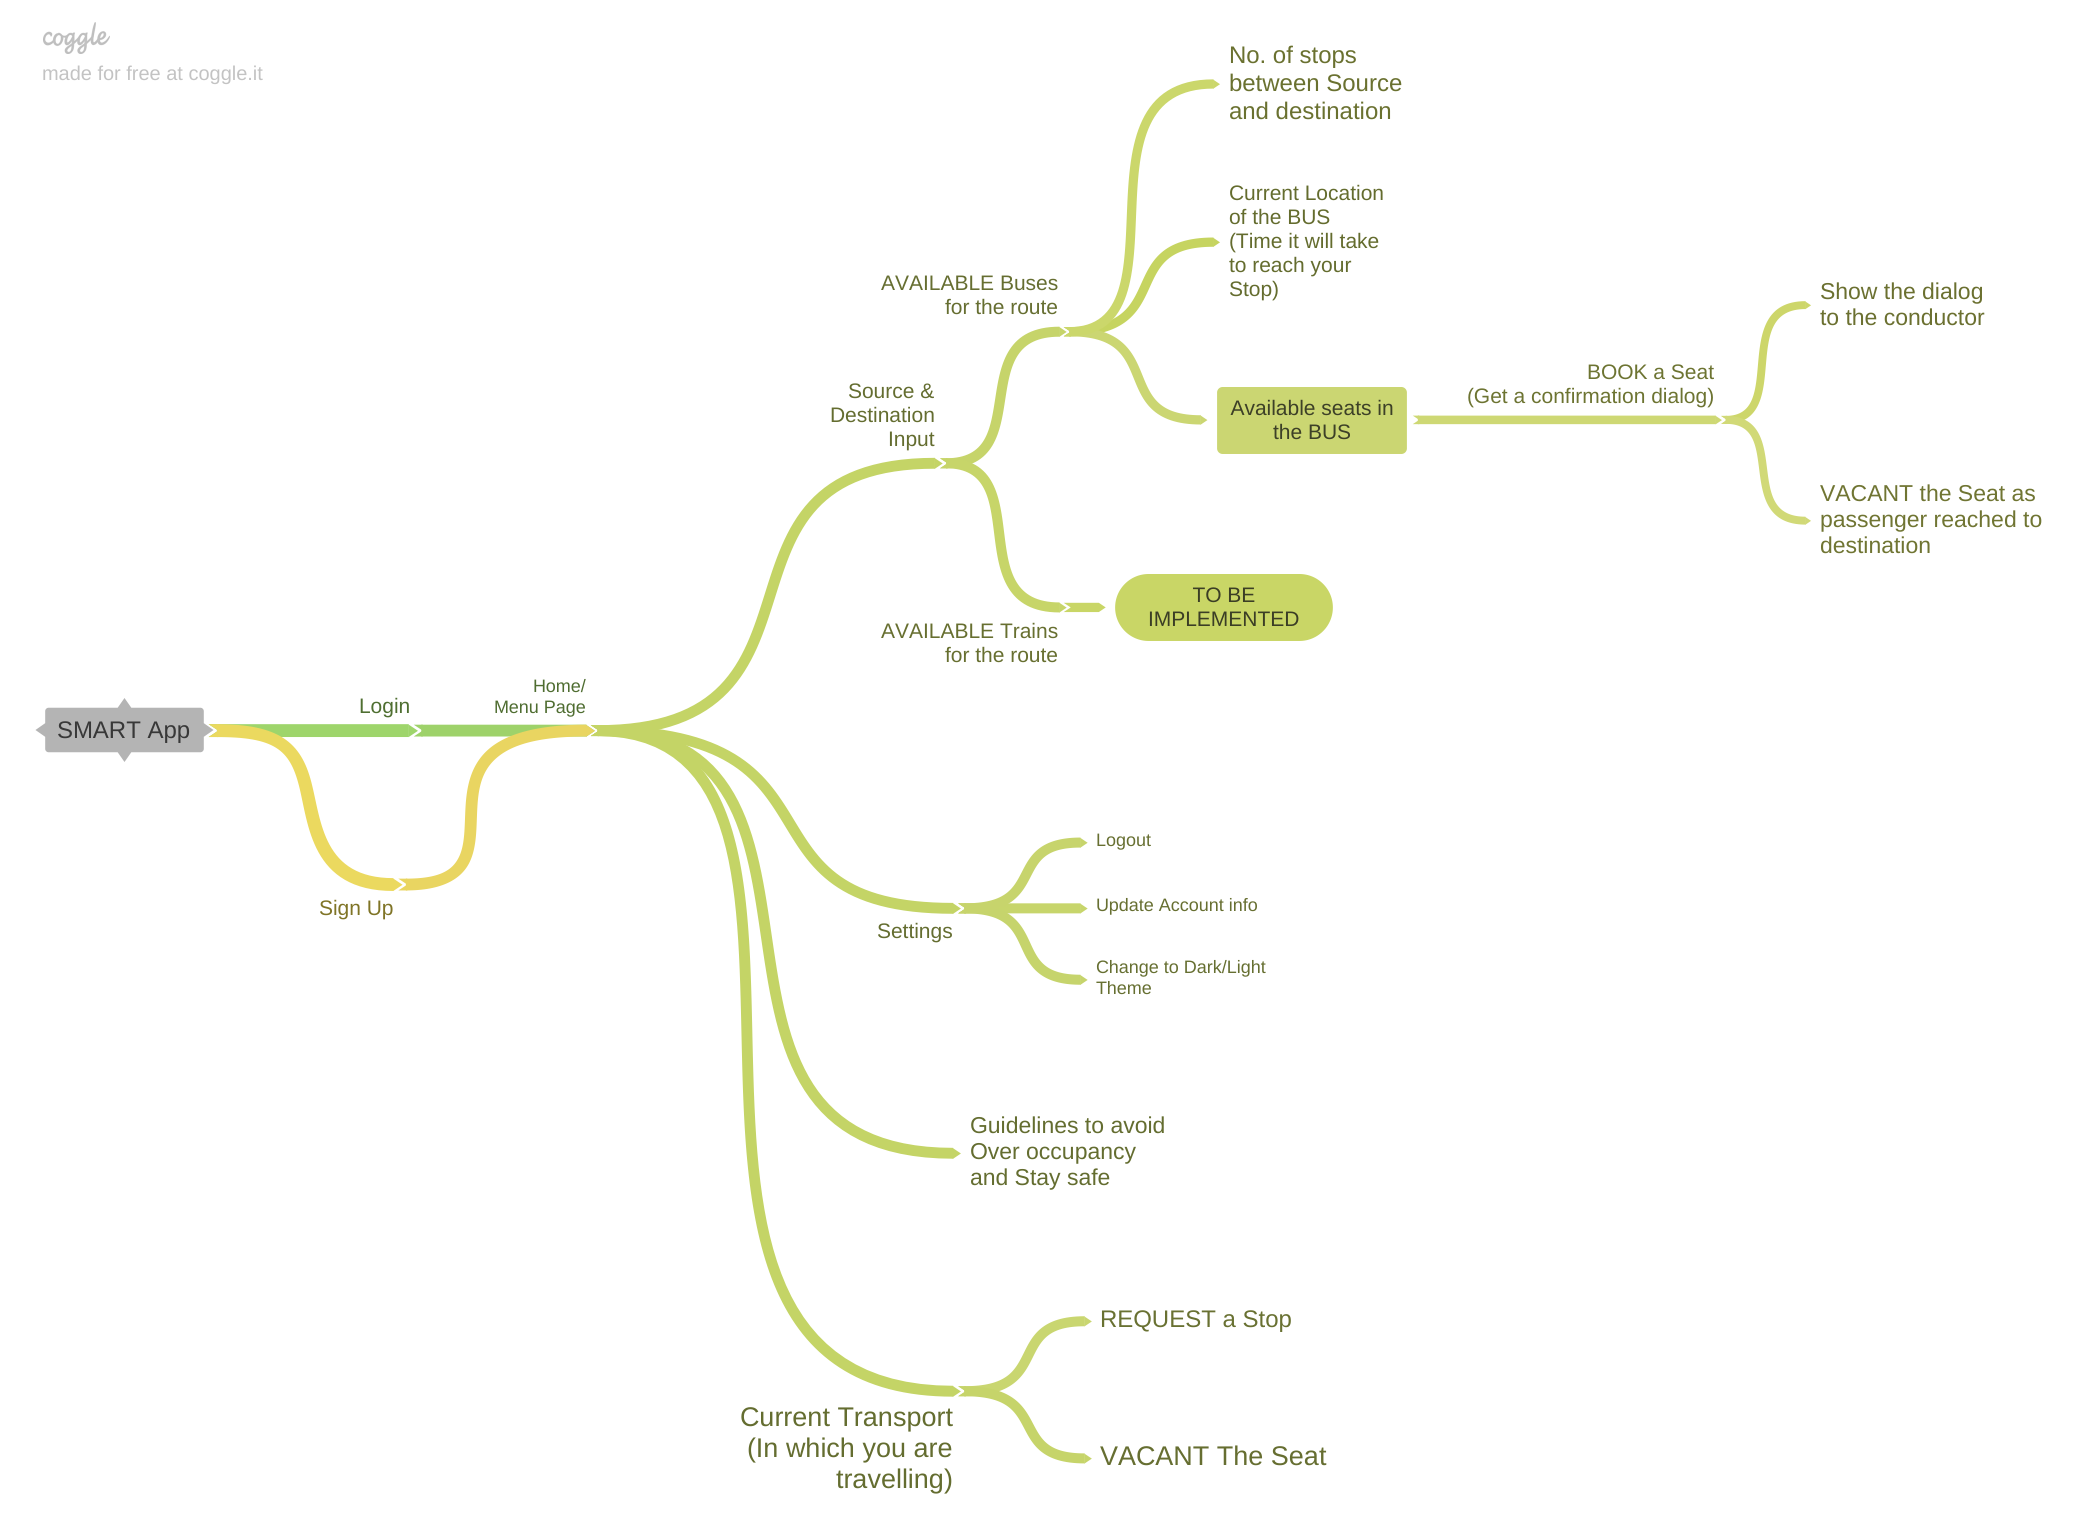 coggle
made for free at coggle.it
No. of stops
between Source
and destination
Current Location
of the BUS
(Time it will take
to reach your
Stop)
AVAILABLE Buses
for the route
Show the dialog
to the conductor
BOOK a Seat
(Get a confirmation dialog)
Source &
Destination
Input
Available seats in
the BUS
VACANT the Seat as
passenger reached to
destination
TO BE
IMPLEMENTED
AVAILABLE Trains
for the route
SMART App
Login
Home/
Menu Page
Sign Up
Settings
Logout
Update Account info
Change to Dark/Light
Theme
Guidelines to avoid
Over occupancy
and Stay safe
Current Transport
(In which you are
travelling)
REQUEST a Stop
VACANT The Seat